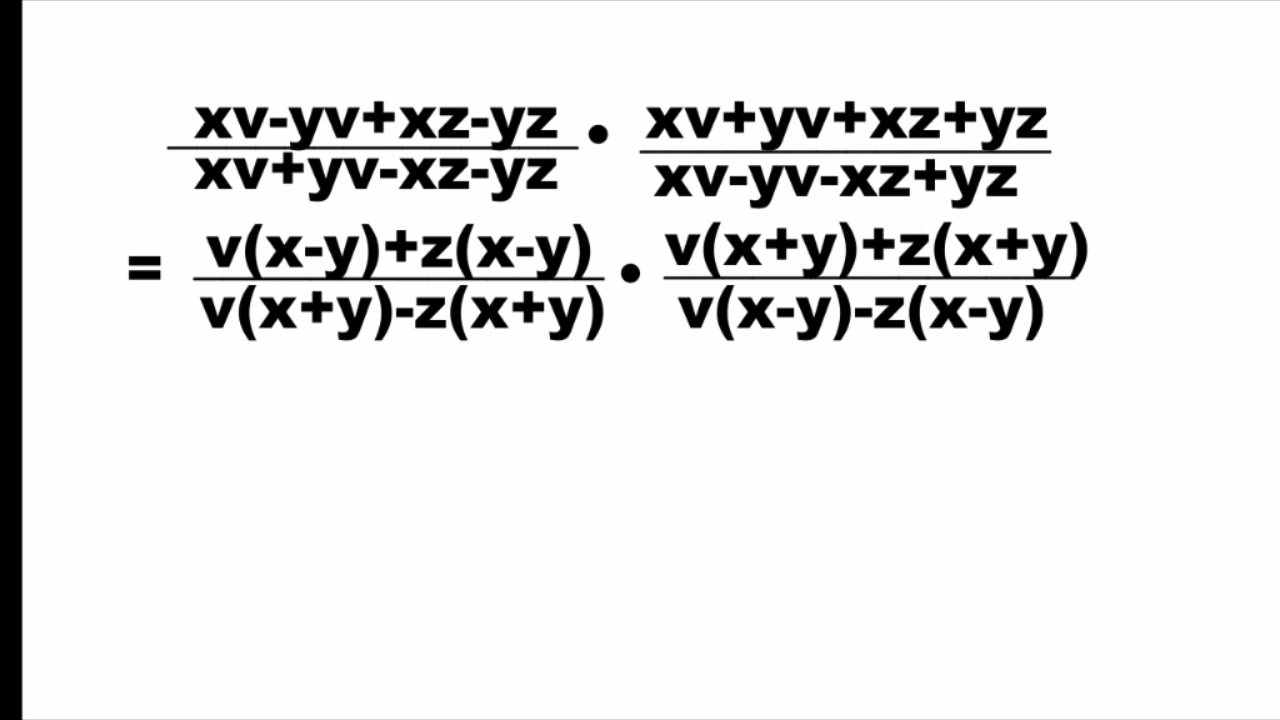 xv-yv+xz-yz • xv+yv+xz+yz
xv+yv-xz-yz xv-yv-xz+yz
= v(x-y)+z(x-y) • v(x+y)+z(x+y)
v(x+y)-z(x+y) v(x-y)-z(x-y)